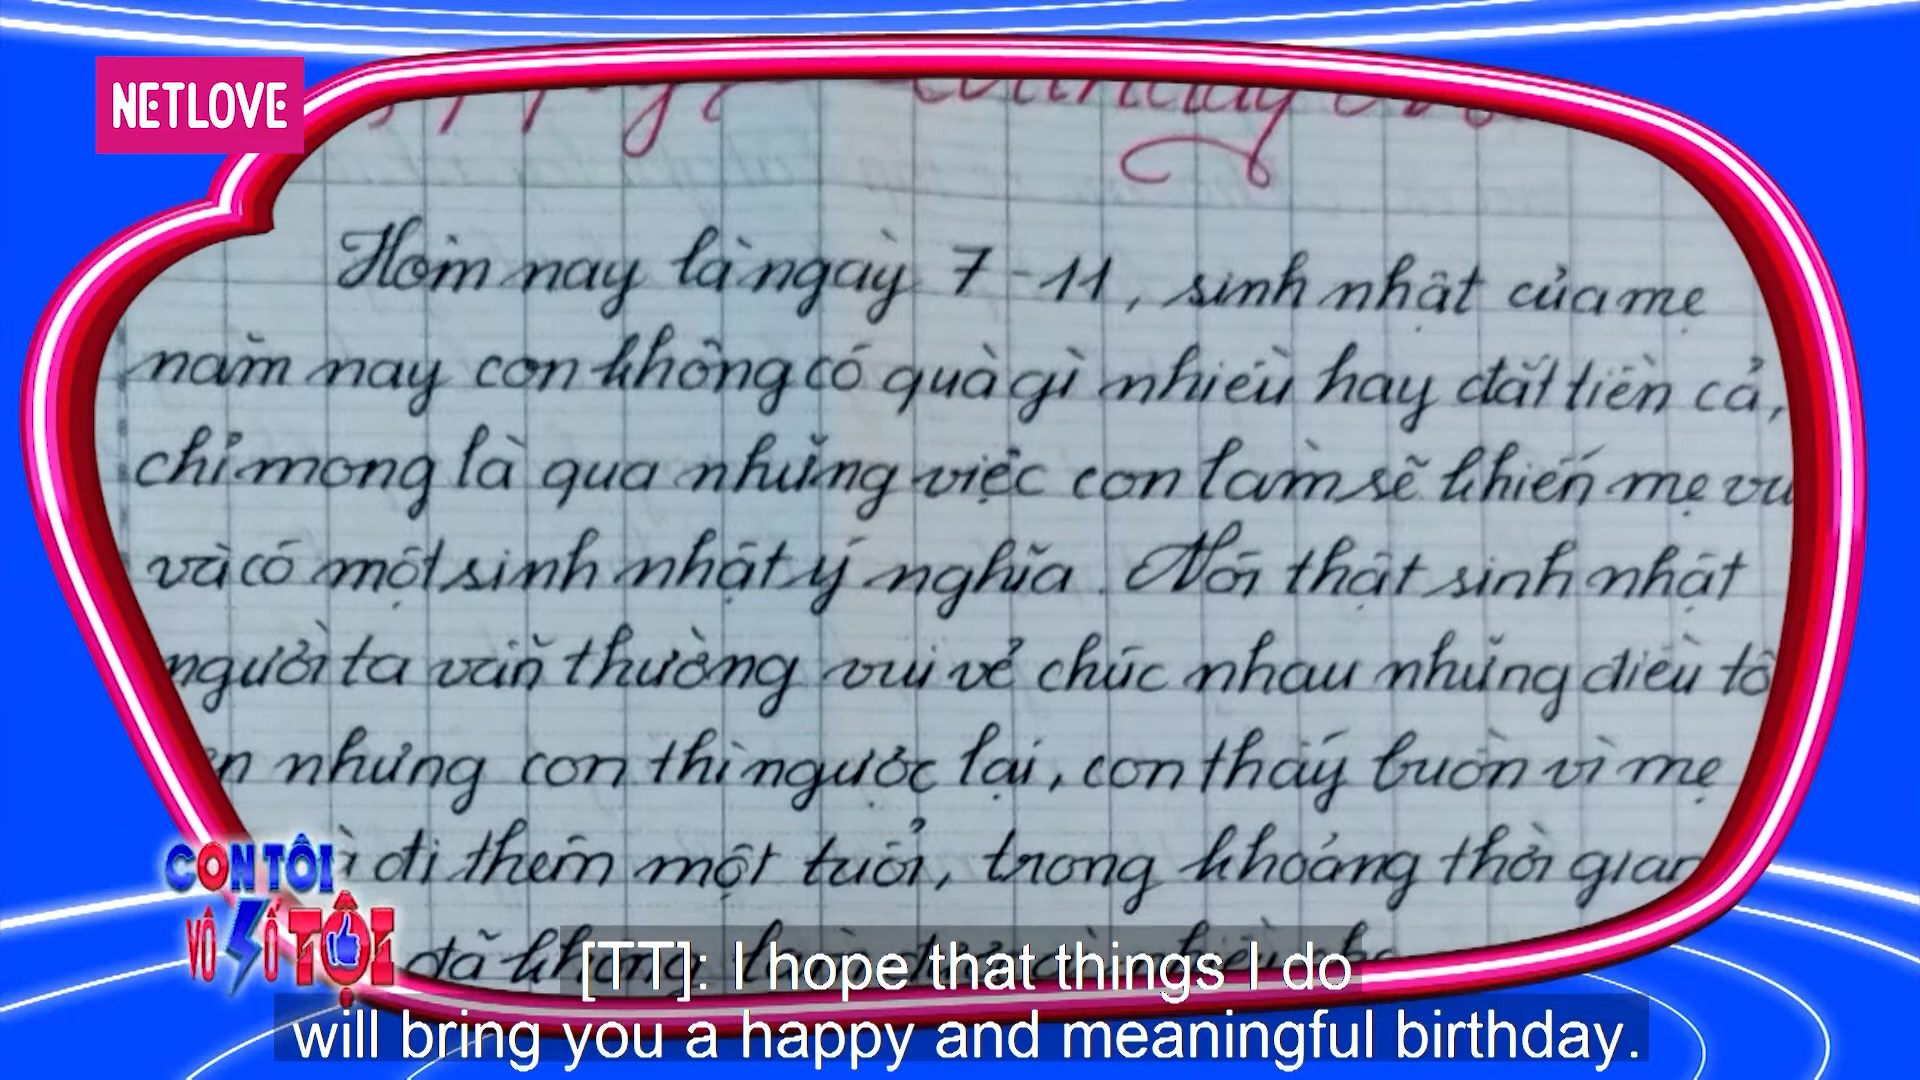 NETLOVE
Hôm nay là ngày 7-11, sinh nhật của mẹ
năm nay con không có quà gì nhiều hay đắt tiền cả,
chỉ mong là qua những việc con làm sẽ khiến mẹ vu
và có một sinh nhật ý nghĩa. Nói thật sinh nhật
người ta vẫn thường vui vẻ chúc nhau những điều tố
nhưng con thì ngược lại, con thấy buồn vì mẹ
đi thêm một tuổi, trong khoảng thời gian
đã không
CON TÔI
VÔ SỐ TỘI
[TT]: I hope that things I do
will bring you a happy and meaningful birthday.